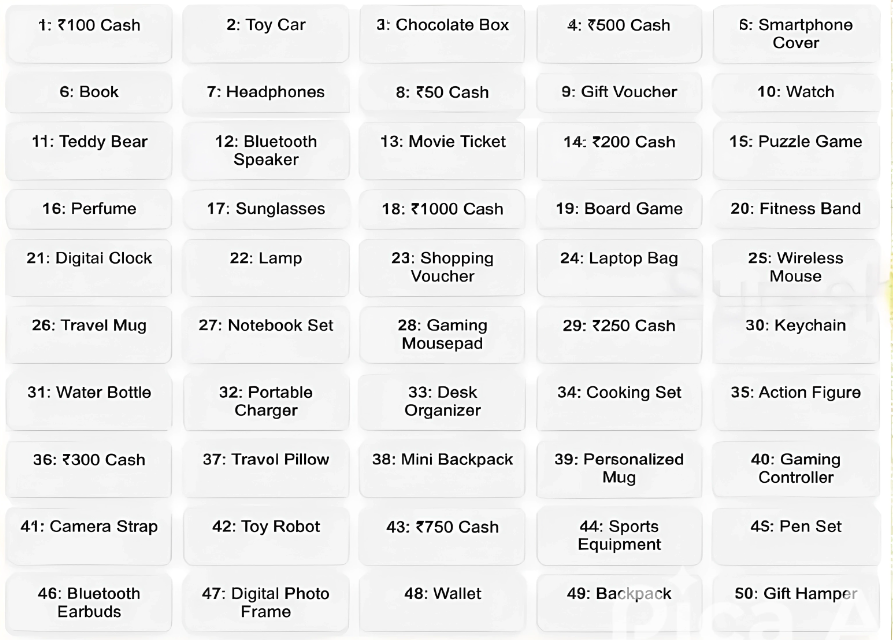 1: ₹100 Cash
2: Toy Car
3: Chocolate Box
4: ₹500 Cash
5: Smartphone
Cover
6: Book
7: Headphones
8: ₹50 Cash
9: Gift Voucher
10: Watch
11: Teddy Bear
12: Bluetooth
Speaker
13: Movie Ticket
14: ₹200 Cash
15: Puzzle Game
16: Perfume
17: Sunglasses
18: ₹1000 Cash
19: Board Game
20: Fitness Band
21: Digital Clock
22: Lamp
23: Shopping
Voucher
24: Laptop Bag
25: Wireless
Mouse
26: Travel Mug
27: Notebook Set
28: Gaming
Mousepad
29: ₹250 Cash
30: Keychain
31: Water Bottle
32: Portable
Charger
33: Desk
Organizer
34: Cooking Set
35: Action Figure
36: ₹300 Cash
37: Travol Pillow
38: Mini Backpack
39: Personalized
Mug
40: Gaming
Controller
41: Camera Strap
42: Toy Robot
43: ₹750 Cash
44: Sports
Equipment
45: Pen Set
46: Bluetooth
Earbuds
47: Digital Photo
Frame
48: Wallet
49: Backpack
50: Gift Hamper
Pica A